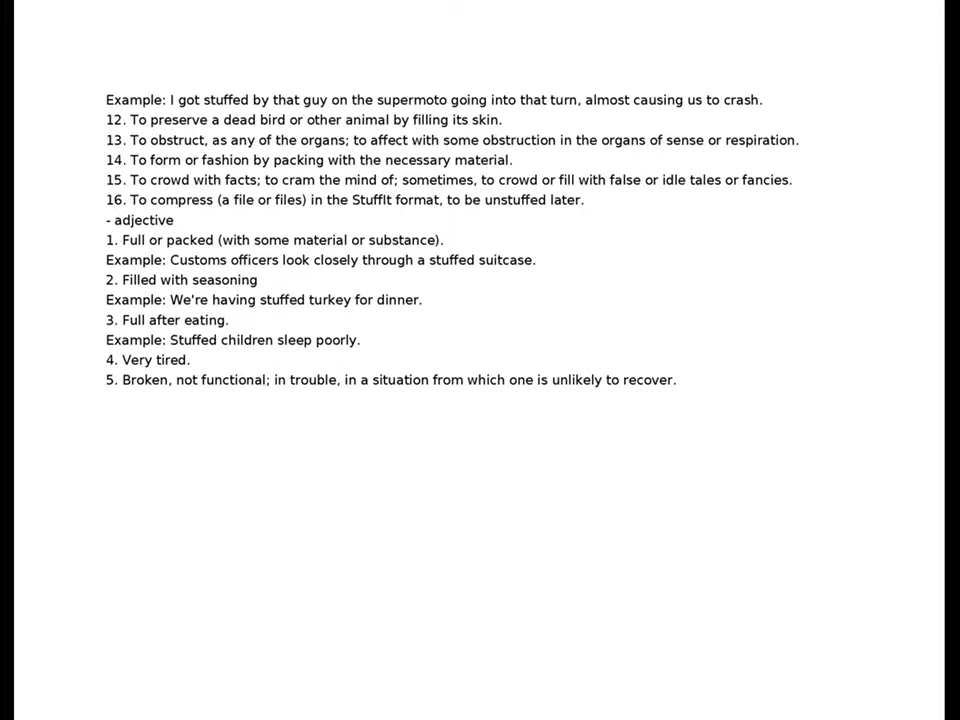 Example: I got stuffed by that guy on the supermoto going into that turn, almost causing us to crash.
12. To preserve a dead bird or other animal by filling its skin.
13. To obstruct, as any of the organs; to affect with some obstruction in the organs of sense or respiration.
14. To form or fashion by packing with the necessary material.
15. To crowd with facts; to cram the mind of; sometimes, to crowd or fill with false or idle tales or fancies.
16. To compress (a file or files) in the StuffIt format, to be unstuffed later.
- adjective
1. Full or packed (with some material or substance).
Example: Customs officers look closely through a stuffed suitcase.
2. Filled with seasoning
Example: We're having stuffed turkey for dinner.
3. Full after eating.
Example: Stuffed children sleep poorly.
4. Very tired.
5. Broken, not functional; in trouble, in a situation from which one is unlikely to recover.